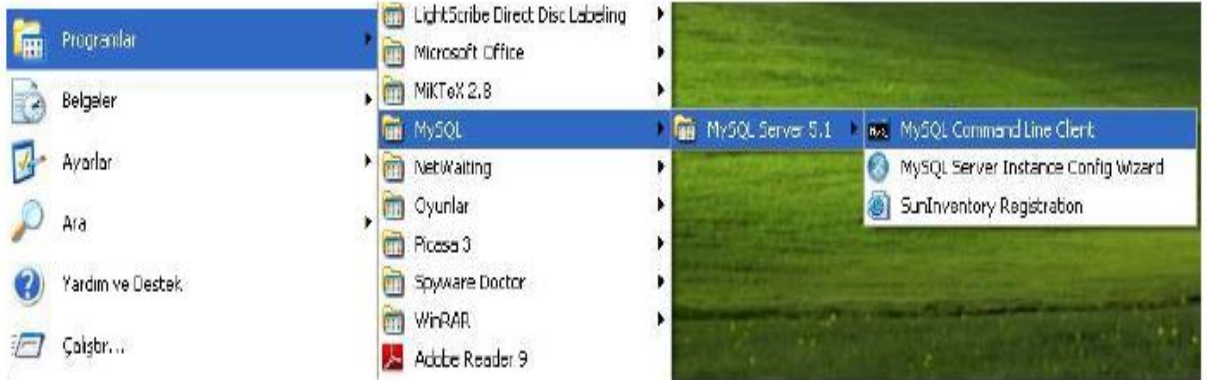 Programlar
Belgeler
Ayarlar
Ara
Yardım ve Destek
Çalıştır...
LightScribe Direct Disc Labeling
Microsoft Office
MiKTeX 2.8
MySQL
NetWaiting
Oyunlar
Picasa 3
Spyware Doctor
WinRAR
Adobe Reader 9
MySQL Server 5.1
MySQL Command Line Client
MySQL Server Instance Config Wizard
SunInventory Registration